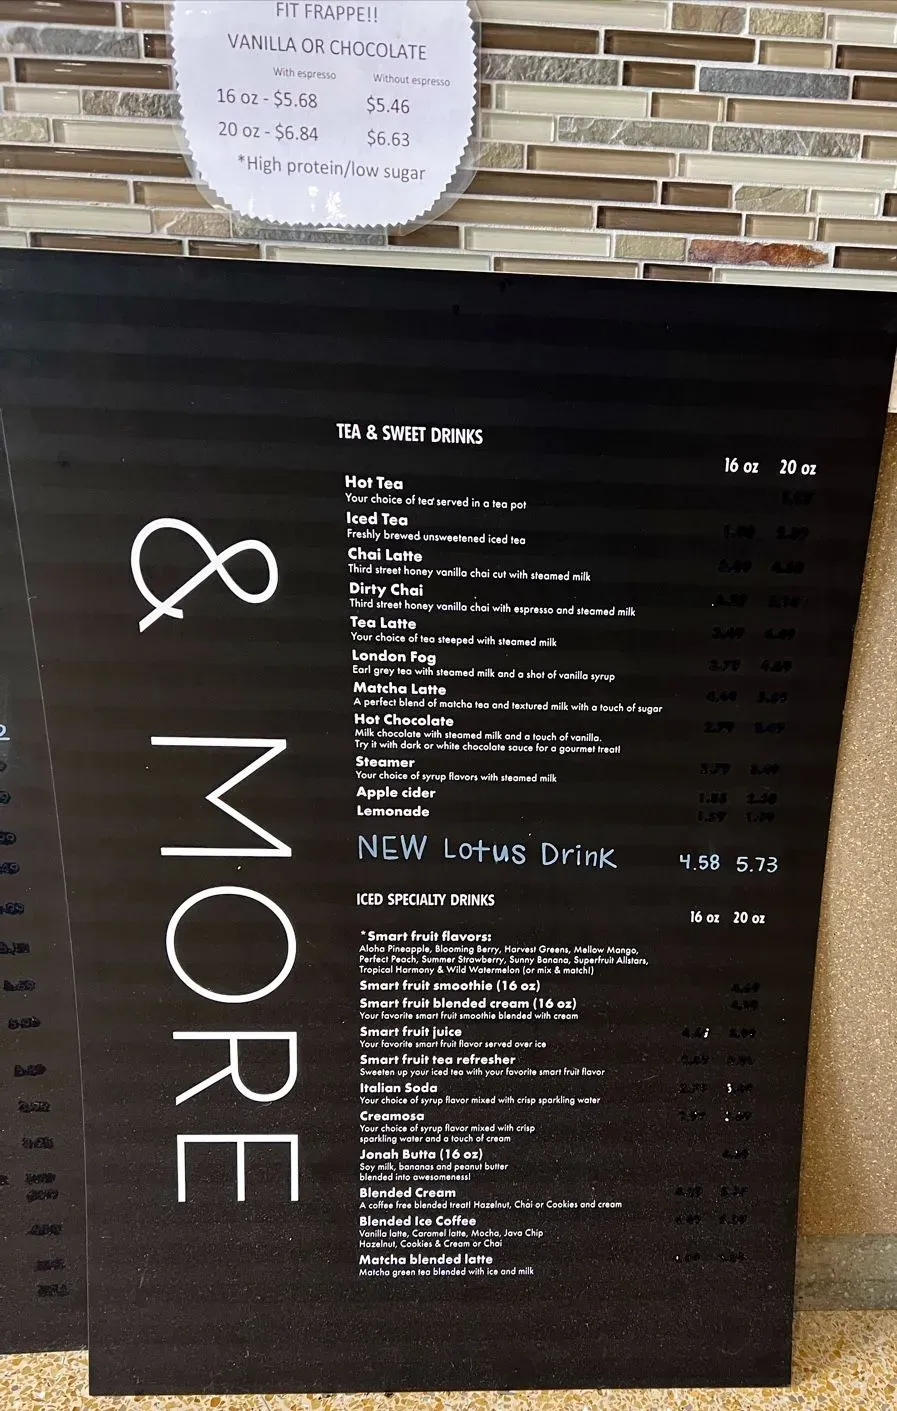 FIT FRAPPE!!
VANILLA OR CHOCOLATE
With espresso Without espresso
16 oz - $5.68 $5.46
20 oz - $6.84 $6.63
*High protein/low sugar
& MORE
TEA & SWEET DRINKS
16 oz 20 oz
Hot Tea
Your choice of tea served in a tea pot
Iced Tea
Freshly brewed unsweetened iced tea
Chai Latte
Third street honey vanilla chai cut with steamed milk
Dirty Chai
Third street honey vanilla chai with espresso and steamed milk
Tea Latte
Your choice of tea steeped with steamed milk
London Fog
Earl grey tea with steamed milk and a shot of vanilla syrup
Matcha Latte
A perfect blend of matcha tea and textured milk with a touch of sugar
Hot Chocolate
Milk chocolate with steamed milk and a touch of vanilla.
Try it with dark or white chocolate sauce for a gourmet treat!
Steamer
Your choice of syrup flavors with steamed milk
Apple cider
Lemonade
NEW Lotus Drink 4.58 5.73
ICED SPECIALTY DRINKS
16 oz 20 oz
*Smart fruit flavors:
Aloha Pineapple, Blooming Berry, Harvest Greens, Mellow Mango,
Perfect Peach, Summer Strawberry, Sunny Banana, Superfruit Allstars,
Tropical Harmony & Wild Watermelon (or mix & match!)
Smart fruit smoothie (16 oz)
Smart fruit blended cream (16 oz)
Your favorite smart fruit smoothie blended with cream
Smart fruit juice
Your favorite smart fruit flavor served over ice
Smart fruit tea refresher
Sweeten up your iced tea with your favorite smart fruit flavor
Italian Soda
Your choice of syrup flavor mixed with crisp sparkling water
Creamosa
Your choice of syrup flavor mixed with crisp
sparkling water and a touch of cream
Jonah Butta (16 oz)
Soy milk, bananas and peanut butter
blended into awesomeness!
Blended Cream
A coffee free blended treat! Hazelnut, Chai or Cookies and cream
Blended Ice Coffee
Vanilla latte, Caramel latte, Mocha, Java Chip
Hazelnut, Cookies & Cream or Chai
Matcha blended latte
Matcha green tea blended with ice and milk